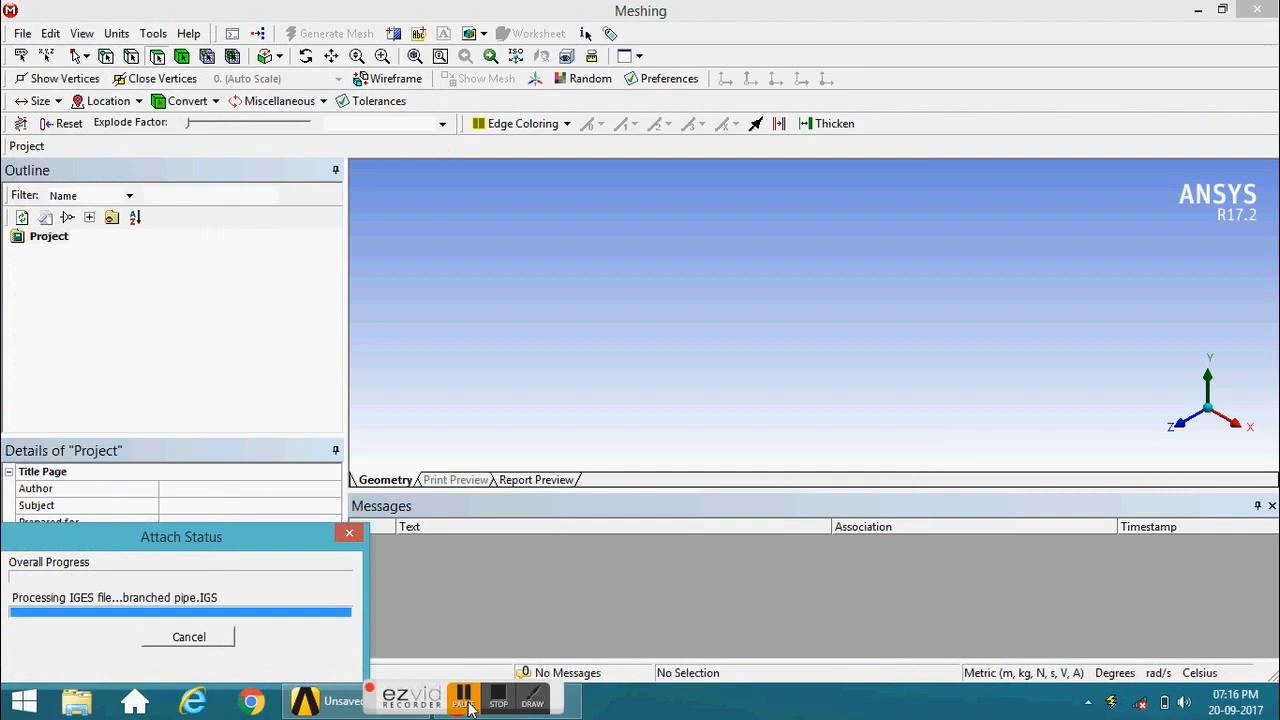 Meshing
File Edit View Units Tools Help Generate Mesh Worksheet
ISO
Show Vertices Close Vertices 0. (Auto Scale) Wireframe Show Mesh Random Preferences
Size Location Convert Miscellaneous Tolerances
Reset Explode Factor: Edge Coloring Thicken
Project
Outline
Filter: Name
Project
ANSYS
R17.2
Y
Z X
Details of "Project"
Title Page
Author
Subject
Prepared for
Geometry Print Preview Report Preview
Messages
Text Association Timestamp
Attach Status
Overall Progress
Processing IGES file...branched pipe.IGS
Cancel
0 No Messages No Selection Metric (m, kg, N, s, V, A) Degrees rad/s Celsius
Unsaved
ezvid
RECORDER
STOP DRAW
07:16 PM
20-09-2017